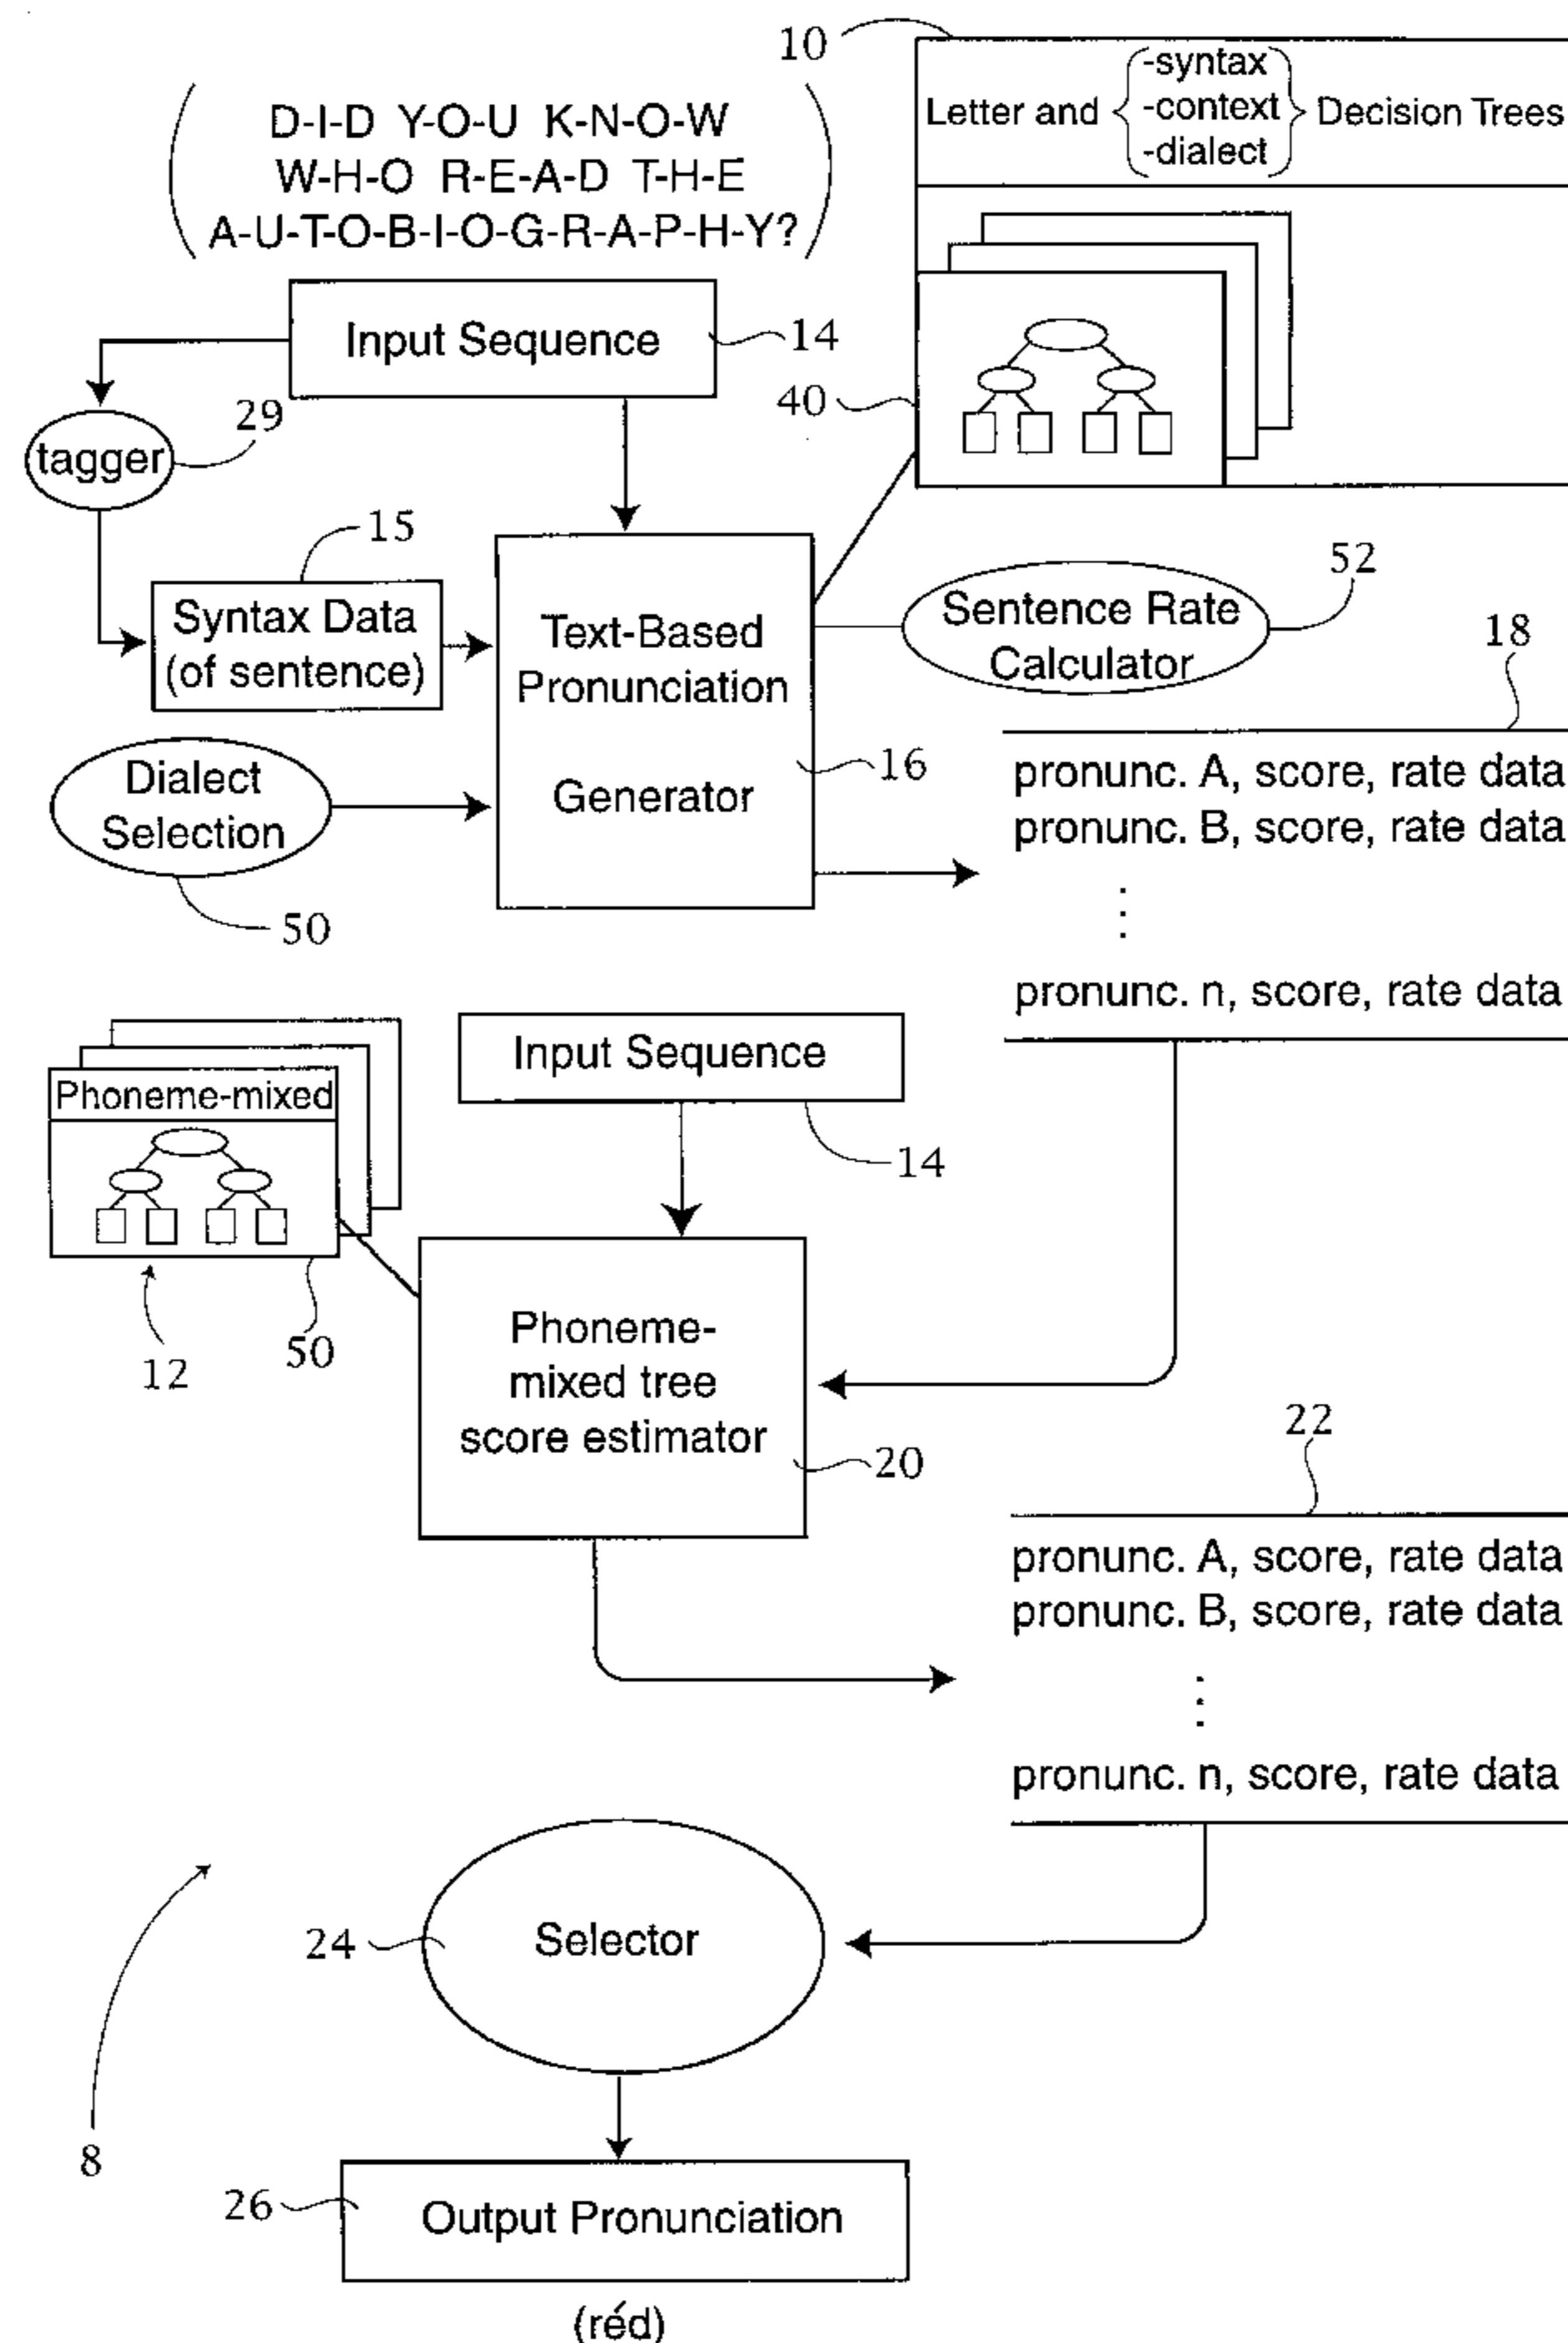 10
-syntax
Letter and -context Decision Trees
-dialect
D-I-D Y-O-U K-N-O-W
W-H-O R-E-A-D T-H-E
A-U-T-O-B-I-O-G-R-A-P-H-Y?
Input Sequence
14
40
29
tagger
15
Syntax Data
(of sentence)
Text-Based
Pronunciation
Generator
16
52
Sentence Rate
Calculator
Dialect
Selection
50
18
pronunc. A, score, rate data
pronunc. B, score, rate data
pronunc. n, score, rate data
Phoneme-mixed
12
50
Input Sequence
14
Phoneme-
mixed tree
score estimator
20
22
pronunc. A, score, rate data
pronunc. B, score, rate data
pronunc. n, score, rate data
24
Selector
8
26
Output Pronunciation
(réd)